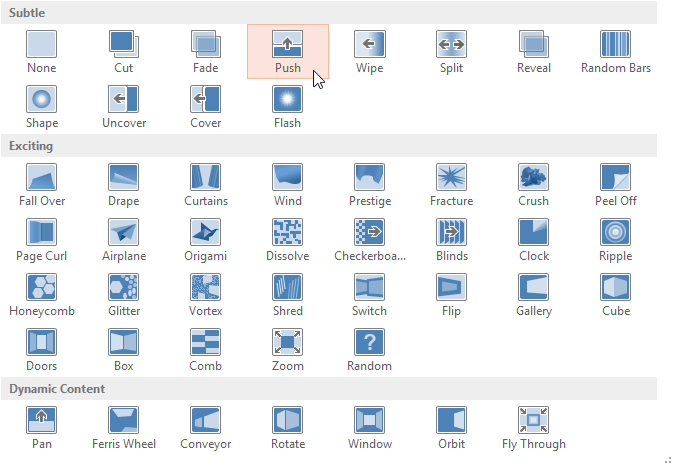 Subtle
None Cut Fade Push Wipe Split Reveal Random Bars
Shape Uncover Cover Flash
Exciting
Fall Over Drape Curtains Wind Prestige Fracture Crush Peel Off
Page Curl Airplane Origami Dissolve Checkerboa... Blinds Clock Ripple
Honeycomb Glitter Vortex Shred Switch Flip Gallery Cube
Doors Box Comb Zoom ? Random
Dynamic Content
Pan Ferris Wheel Conveyor Rotate Window Orbit Fly Through